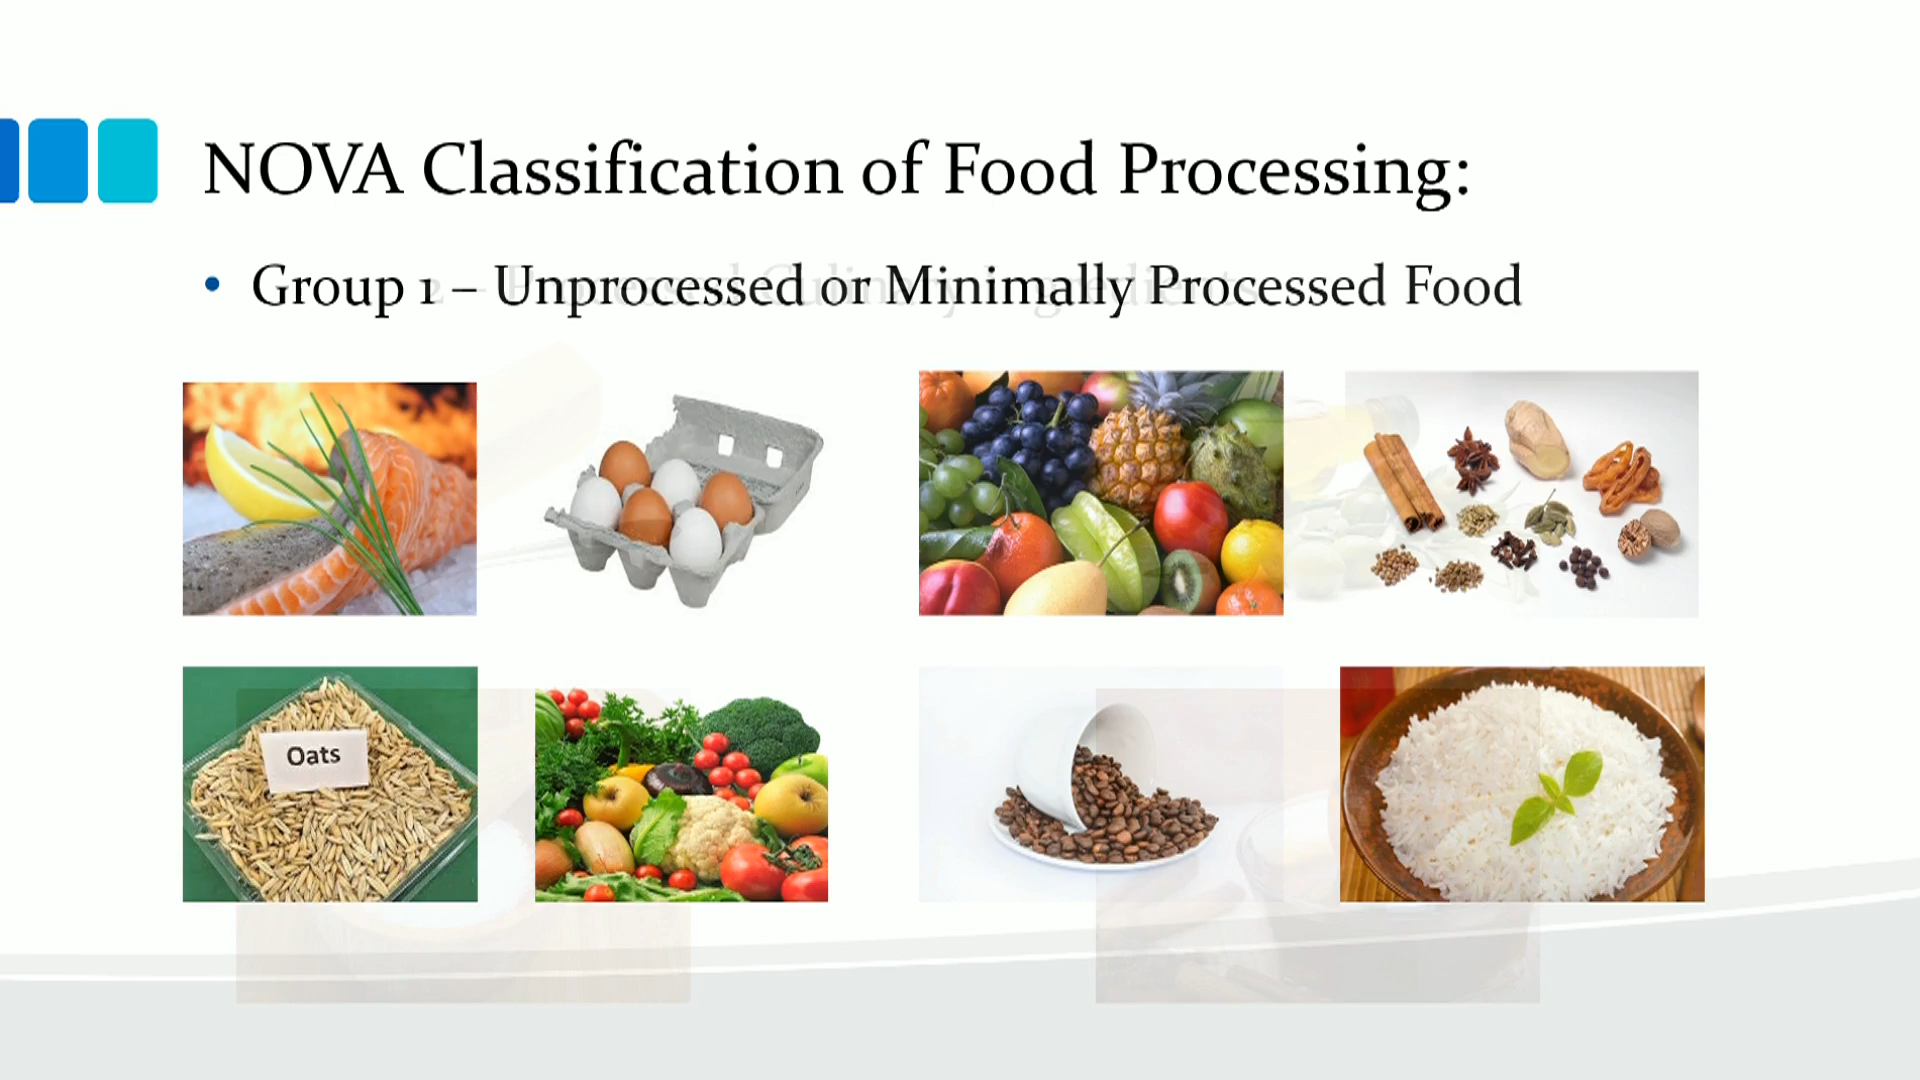 NOVA Classification of Food Processing:
• Group 1 – Unprocessed or Minimally Processed Food
Oats